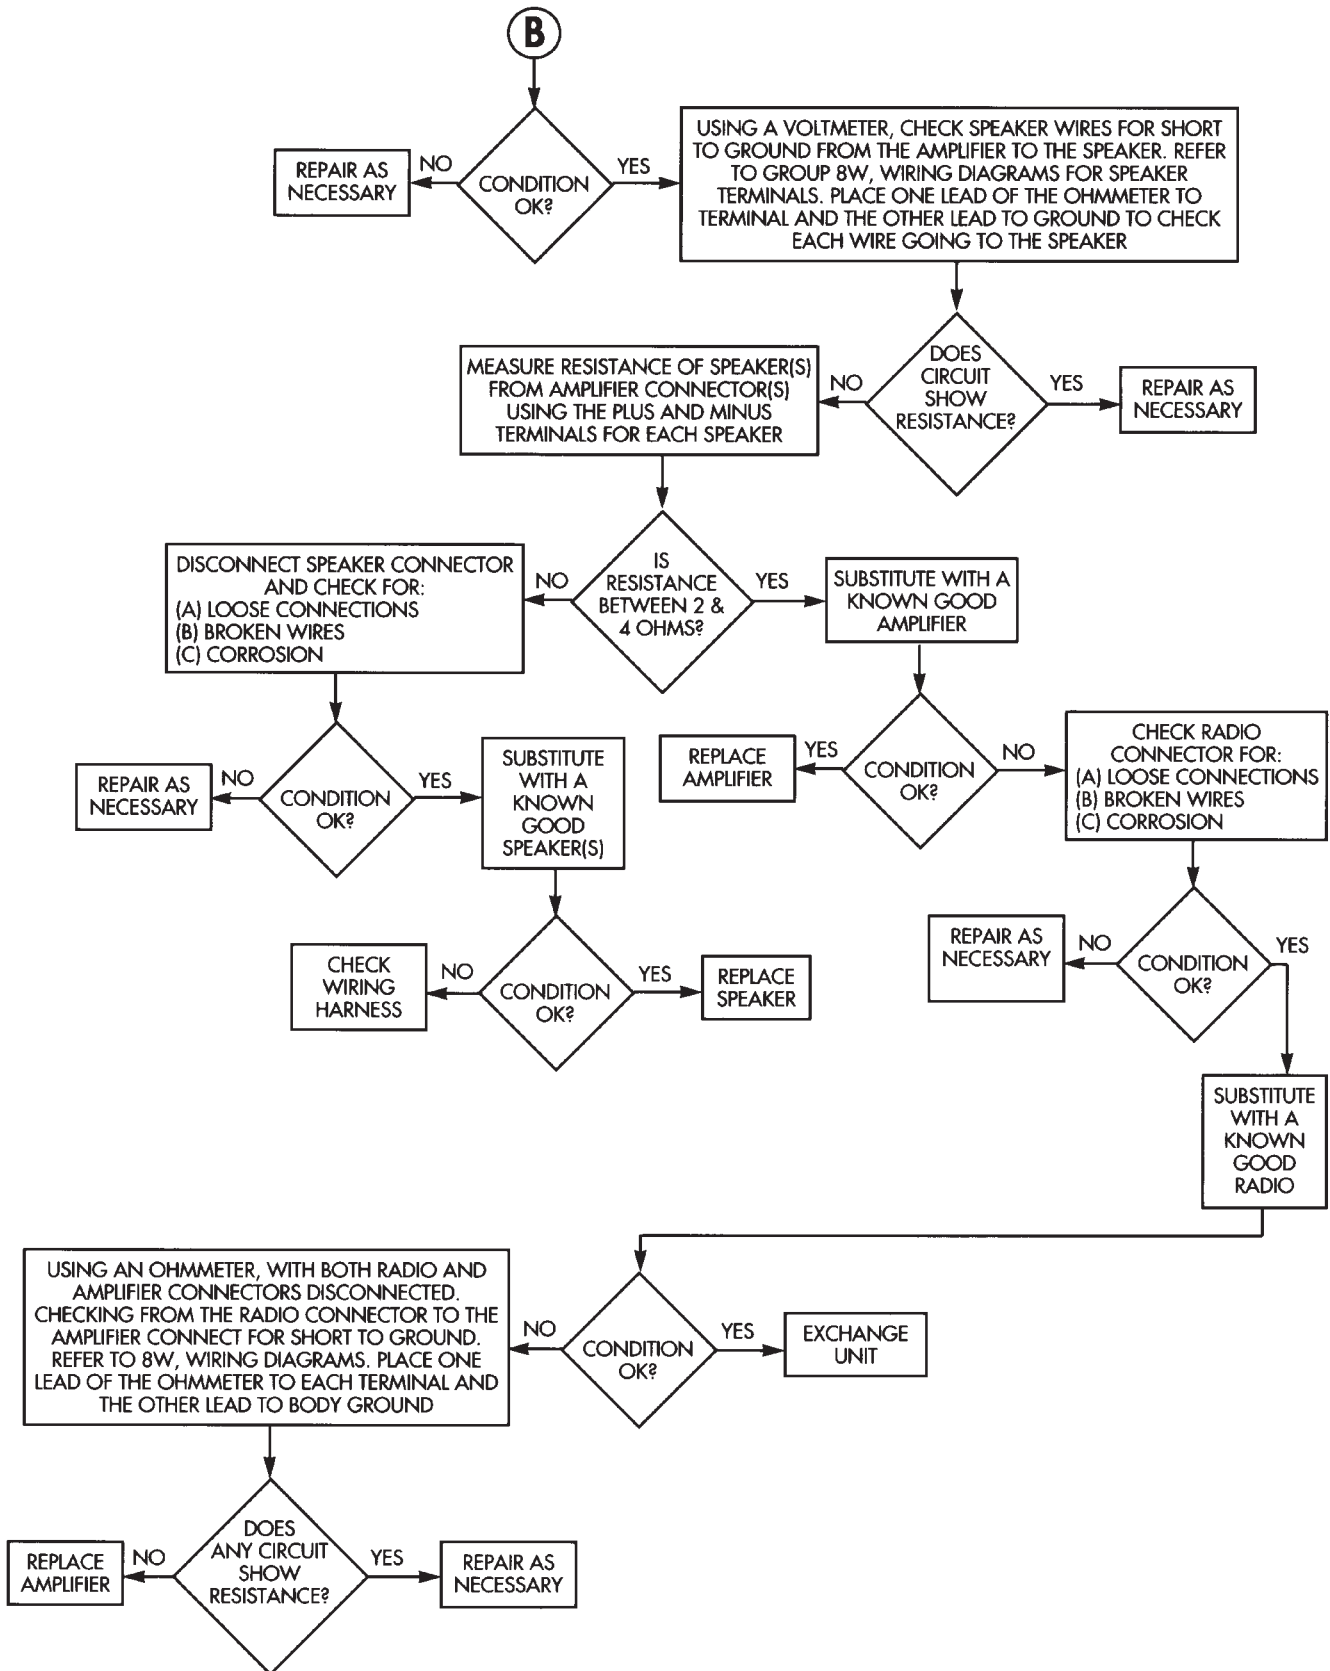 B
CONDITION
OK?
NO
REPAIR AS
NECESSARY
YES
USING A VOLTMETER, CHECK SPEAKER WIRES FOR SHORT
TO GROUND FROM THE AMPLIFIER TO THE SPEAKER. REFER
TO GROUP 8W, WIRING DIAGRAMS FOR SPEAKER
TERMINALS. PLACE ONE LEAD OF THE OHMMETER TO
TERMINAL AND THE OTHER LEAD TO GROUND TO CHECK
EACH WIRE GOING TO THE SPEAKER
DOES
CIRCUIT
SHOW
RESISTANCE?
YES
REPAIR AS
NECESSARY
NO
MEASURE RESISTANCE OF SPEAKER(S)
FROM AMPLIFIER CONNECTOR(S)
USING THE PLUS AND MINUS
TERMINALS FOR EACH SPEAKER
IS
RESISTANCE
BETWEEN 2 &
4 OHMS?
NO
DISCONNECT SPEAKER CONNECTOR
AND CHECK FOR:
(A) LOOSE CONNECTIONS
(B) BROKEN WIRES
(C) CORROSION
YES
SUBSTITUTE WITH A
KNOWN GOOD
AMPLIFIER
CONDITION
OK?
NO
REPAIR AS
NECESSARY
YES
SUBSTITUTE
WITH A
KNOWN
GOOD
SPEAKER(S)
CONDITION
OK?
YES
REPLACE
AMPLIFIER
NO
CHECK RADIO
CONNECTOR FOR:
(A) LOOSE CONNECTIONS
(B) BROKEN WIRES
(C) CORROSION
CONDITION
OK?
NO
CHECK
WIRING
HARNESS
YES
REPLACE
SPEAKER
CONDITION
OK?
NO
REPAIR AS
NECESSARY
YES
SUBSTITUTE
WITH A
KNOWN
GOOD
RADIO
CONDITION
OK?
YES
EXCHANGE
UNIT
NO
USING AN OHMMETER, WITH BOTH RADIO AND
AMPLIFIER CONNECTORS DISCONNECTED.
CHECKING FROM THE RADIO CONNECTOR TO THE
AMPLIFIER CONNECT FOR SHORT TO GROUND.
REFER TO 8W, WIRING DIAGRAMS. PLACE ONE
LEAD OF THE OHMMETER TO EACH TERMINAL AND
THE OTHER LEAD TO BODY GROUND
DOES
ANY CIRCUIT
SHOW
RESISTANCE?
NO
REPLACE
AMPLIFIER
YES
REPAIR AS
NECESSARY